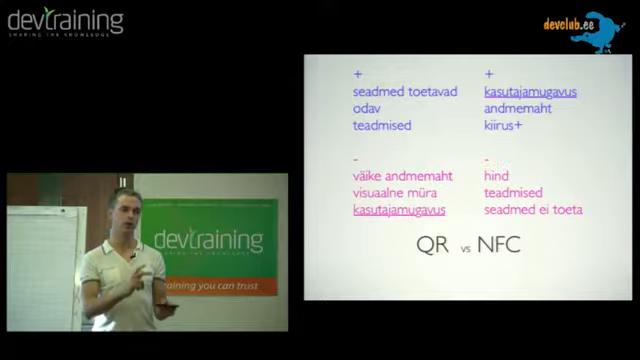 devtraining
SHARING THE KNOWLEDGE
devclub.ee
+
seadmed toetavad
odav
teadmised
+
kasutajamugavus
andmemaht
kiirus+
-
väike andmemaht
visuaalne müra
kasutajamugavus
-
hind
teadmised
seadmed ei toeta
QR vs NFC
devtraining
training you can trust